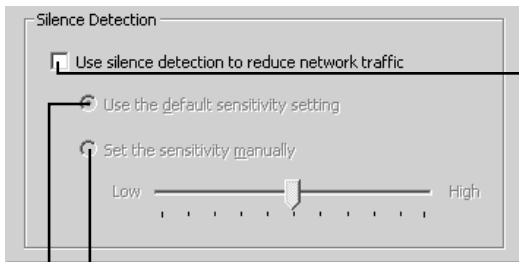 Silence Detection
Use silence detection to reduce network traffic
Use the default sensitivity setting
Set the sensitivity manually
Low High